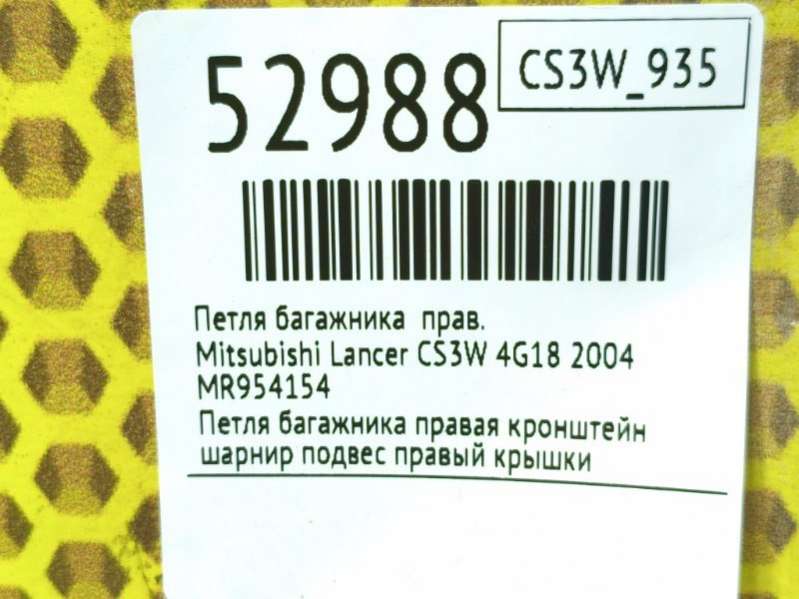 52988
CS3W_935
Петля багажника прав.
Mitsubishi Lancer CS3W 4G18 2004
MR954154
Петля багажника правая кронштейн
шарнир подвес правый крышки